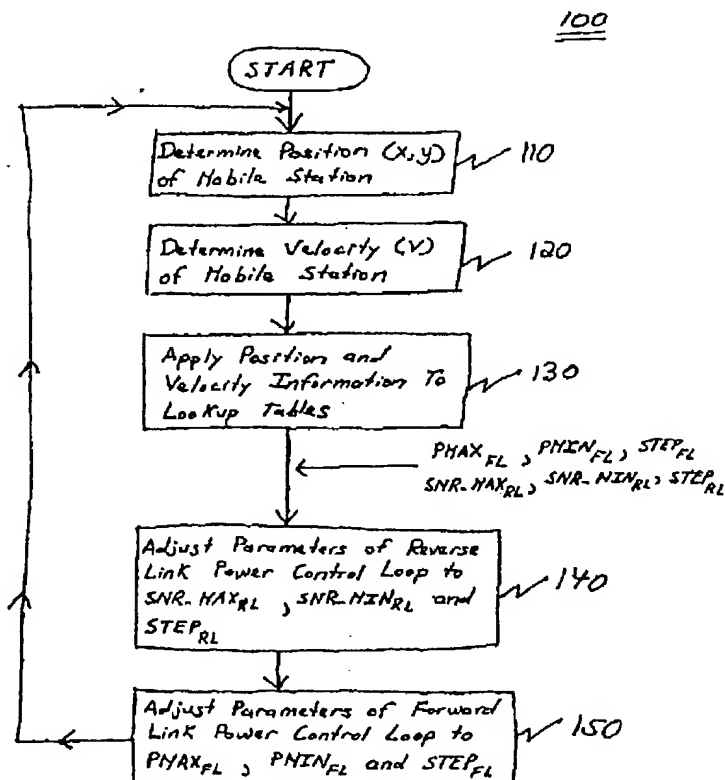 100
START
Determine Position (x,y)
of Mobile Station
110
Determine Velocity (V)
of Mobile Station
120
Apply Position and
Velocity Information To
Lookup Tables
130
PMAX_FL, PMIN_FL, STEP_FL
SNR-MAX_RL, SNR-MIN_RL, STEP_RL
Adjust Parameters of Reverse
Link Power Control Loop to
SNR-MAX_RL, SNR-MIN_RL and
STEP_RL
140
Adjust Parameters of Forward
Link Power Control Loop to
PMAX_FL, PMIN_FL and STEP_FL
150